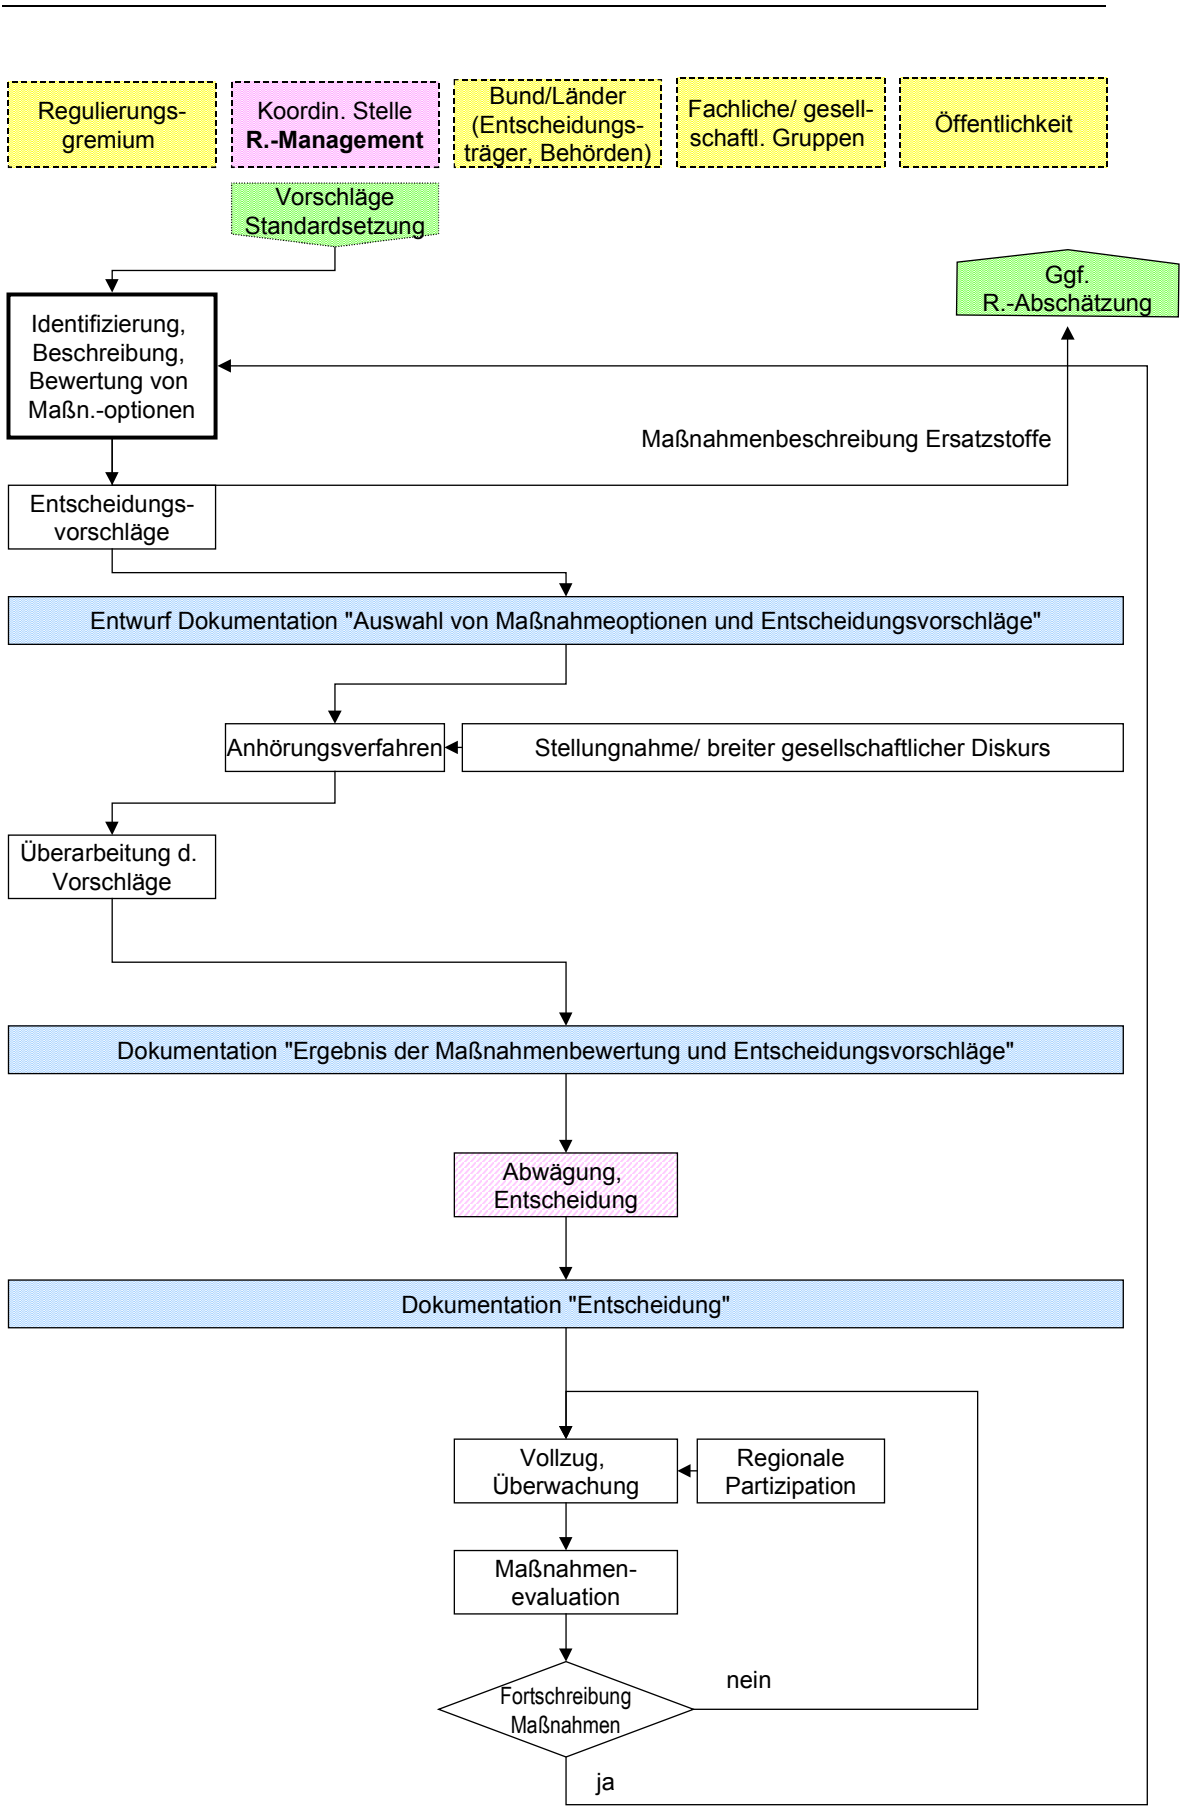 Regulierungs-
gremium
Koordin. Stelle
R.-Management
Bund/Länder
(Entscheidungs-
träger, Behörden)
Fachliche/ gesell-
schaftl. Gruppen
Öffentlichkeit
Vorschläge
Standardsetzung
Ggf.
R.-Abschätzung
Identifizierung,
Beschreibung,
Bewertung von
Maßn.-optionen
Maßnahmenbeschreibung Ersatzstoffe
Entscheidungs-
vorschläge
Entwurf Dokumentation "Auswahl von Maßnahmeoptionen und Entscheidungsvorschläge"
Anhörungsverfahren
Stellungnahme/ breiter gesellschaftlicher Diskurs
Überarbeitung d.
Vorschläge
Dokumentation "Ergebnis der Maßnahmenbewertung und Entscheidungsvorschläge"
Abwägung,
Entscheidung
Dokumentation "Entscheidung"
Vollzug,
Überwachung
Regionale
Partizipation
Maßnahmen-
evaluation
Fortschreibung
Maßnahmen
nein
ja